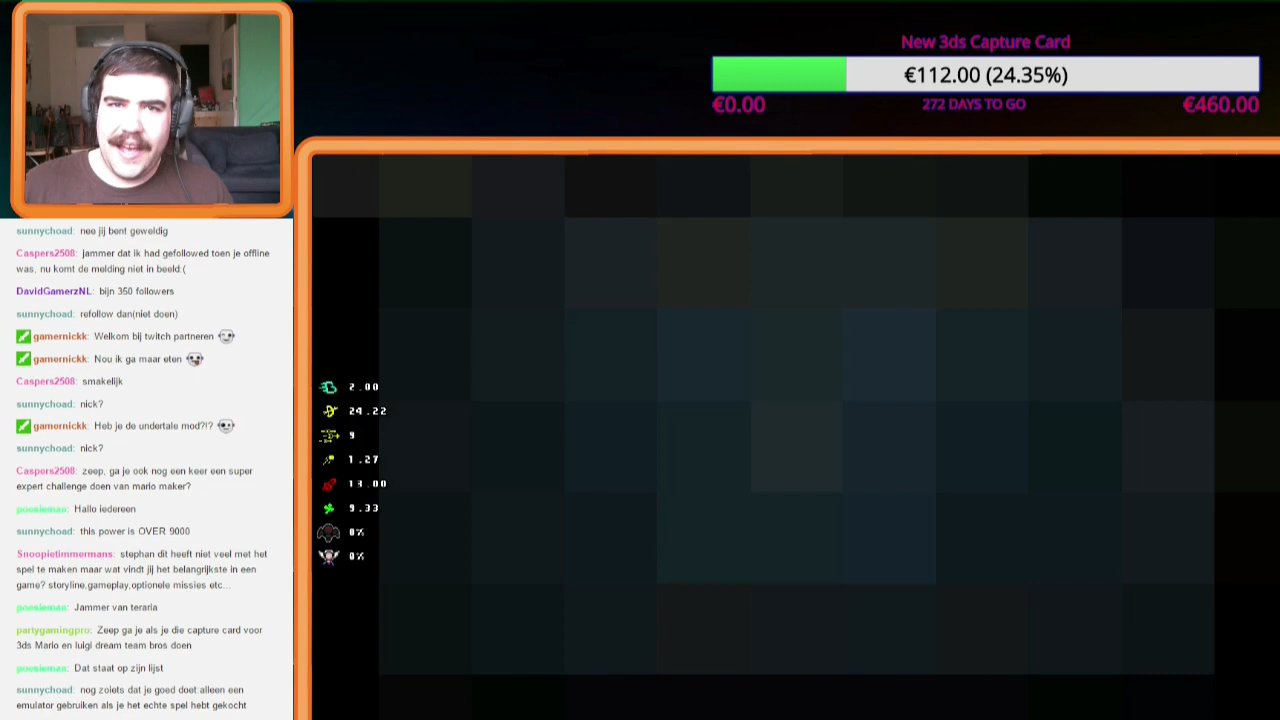 New 3ds Capture Card
€112.00 (24.35%)
€0.00
272 DAYS TO GO
€460.00
sunnychoad: nee jij bent geweldig
Caspers2508: jammer dat ik had gefollowed toen je offline
was, nu komt de melding niet in beeld:(
DavidGamerzNL: bijn 350 followers
sunnychoad: refollow dan(niet doen)
gamernickk: Welkom bij twitch partneren
gamernickk: Nou ik ga maar eten
Caspers2508: smakelijk
sunnychoad: nick?
gamernickk: Heb je de undertale mod?!?
sunnychoad: nick?
Caspers2508: zeep, ga je ook nog een keer een super
expert challenge doen van mario maker?
poesieman: Hallo iedereen
sunnychoad: this power is OVER 9000
Snoopietimmermans: stephan dit heeft niet veel met het
spel te maken maar wat vindt jij het belangrijkste in een
game? storyline,gameplay,optionele missies etc...
poesieman: Jammer van teraria
partygamingpro: Zeep ga je als je die capture card voor
3ds Mario en luigi dream team bros doen
poesieman: Dat staat op zijn lijst
sunnychoad: nog zoiets dat je goed doet:alleen een
emulator gebruiken als je het echte spel hebt gekocht
2.00
24.22
9
1.27
13.00
9.33
0%
0%